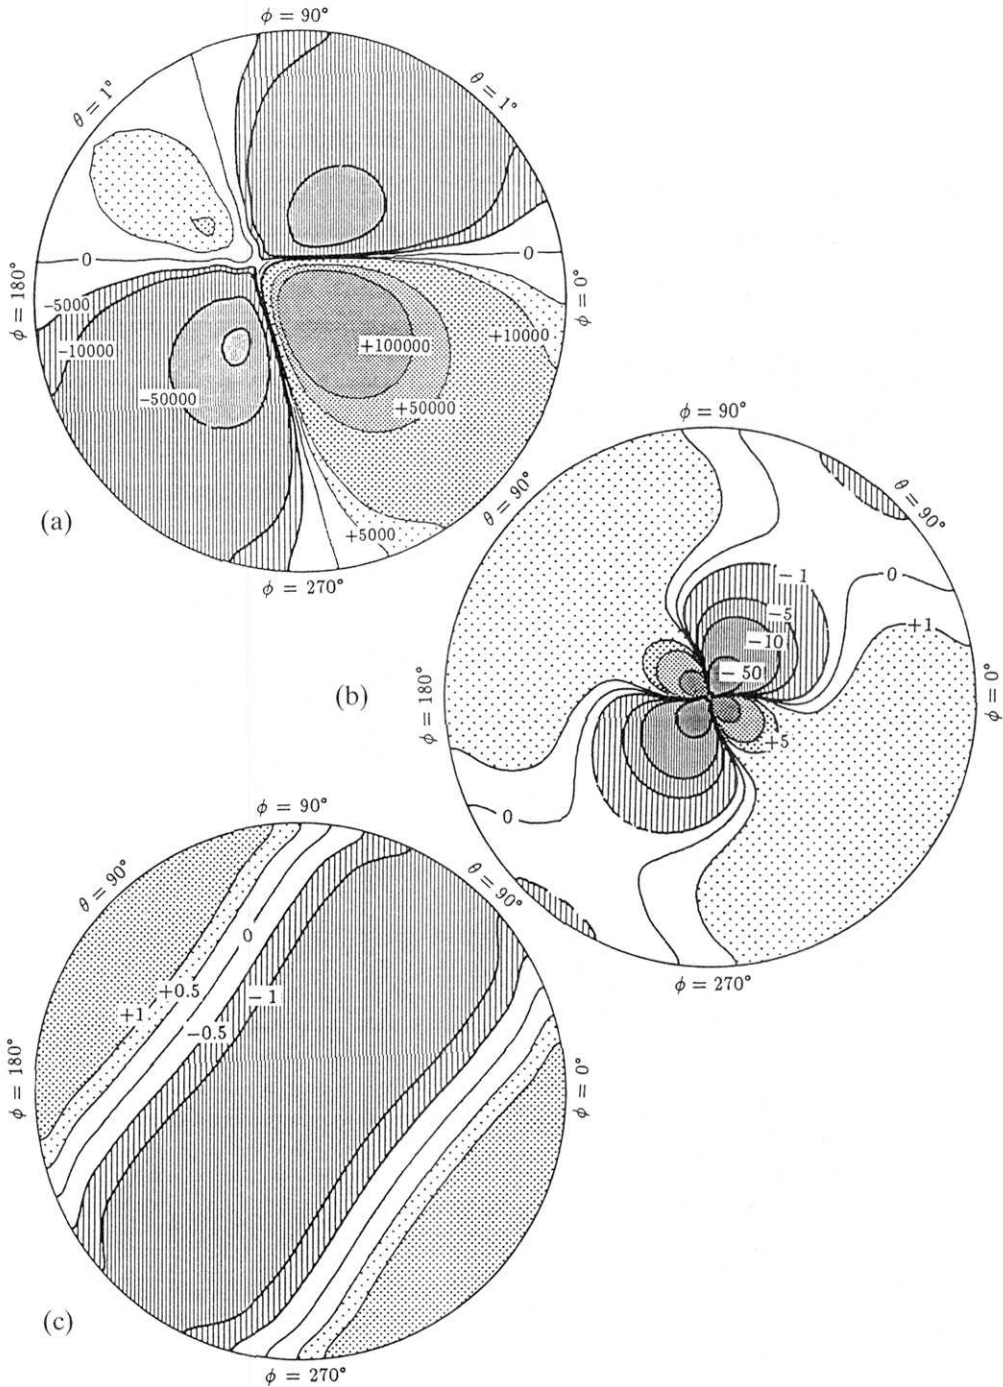 ϕ = 90°
θ = 1°
θ = 1°
0
0
ϕ = 180°
ϕ = 0°
−5000
−10000
+10000
+100000
−50000
+50000
+5000
(a)
ϕ = 270°
ϕ = 90°
θ = 90°
θ = 90°
− 1
0
−5
+1
−10
− 50
(b)
ϕ = 180°
ϕ = 0°
+5
0
ϕ = 270°
ϕ = 90°
θ = 90°
θ = 90°
0
+0.5
− 1
+1
−0.5
ϕ = 180°
ϕ = 0°
(c)
ϕ = 270°